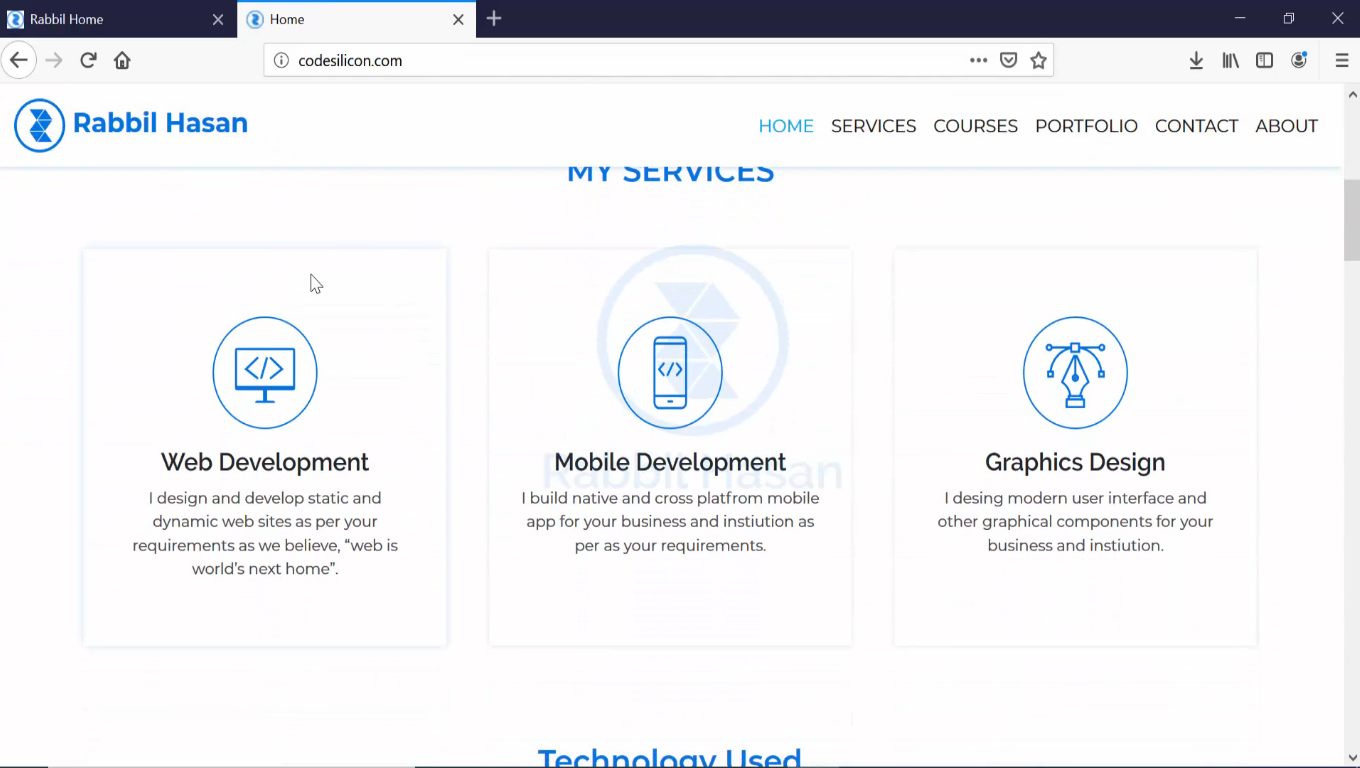 Rabbil Home
Home
codesilicon.com
Rabbil Hasan
HOME SERVICES COURSES PORTFOLIO CONTACT ABOUT
MY SERVICES
</>
</>
Rabbil Hasan
Web Development
I design and develop static and
dynamic web sites as per your
requirements as we believe, “web is
world’s next home”.
Mobile Development
I build native and cross platfrom mobile
app for your business and instiution as
per as your requirements.
Graphics Design
I desing modern user interface and
other graphical components for your
business and instiution.
Technology Used